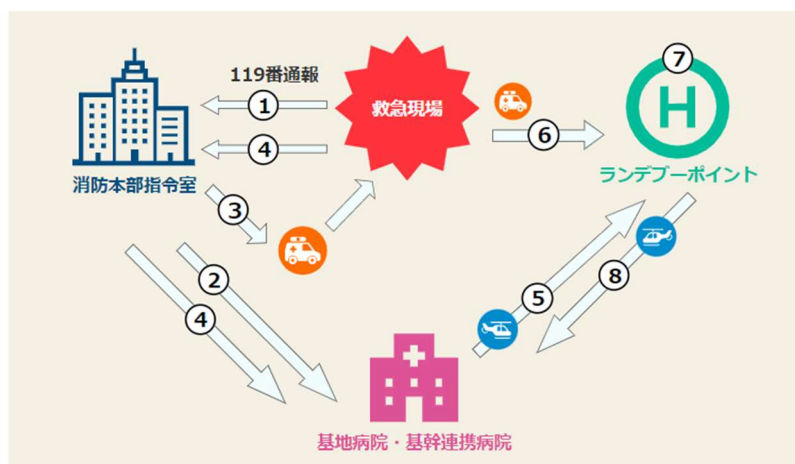 119番通報
①
救急現場
⑦
H
④
⑥
消防本部指令室
ランデブーポイント
③
②
⑤
⑧
④
基地病院・基幹連携病院